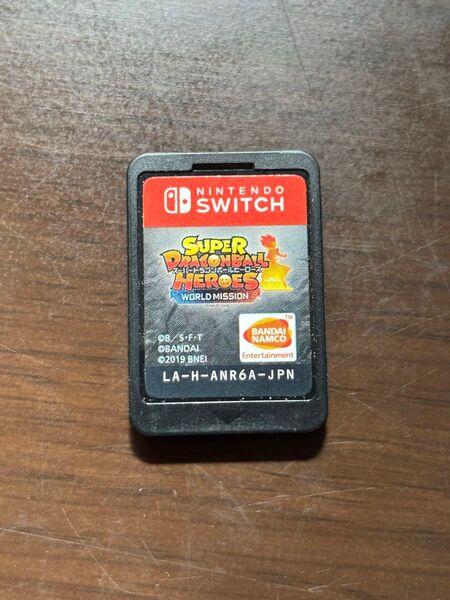 NINTENDO
SWITCH
SUPER
DRAGONBALL
スーパードラゴンボールヒーローズ
HEROES
WORLD MISSION
©B／S・F・T
©BANDAI
©2019 BNEI
BANDAI
NAMCO
TM
Entertainment
LA-H-ANR6A-JPN